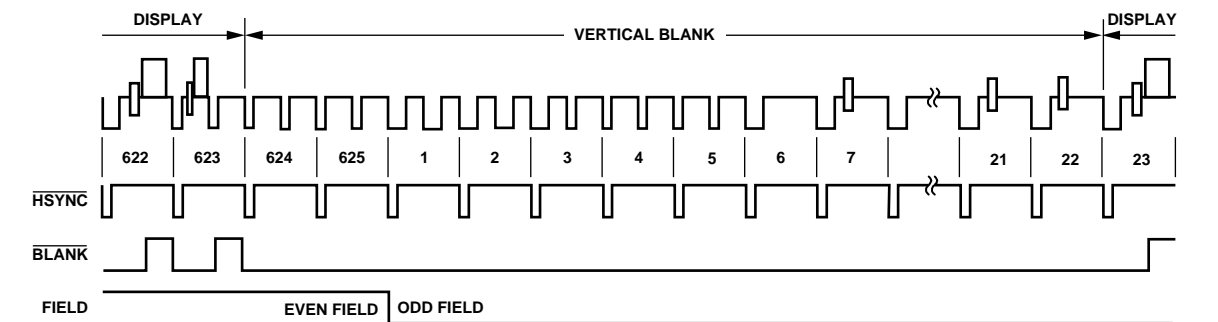 DISPLAY DISPLAY
VERTICAL BLANK
622 623 624 625 1 2 3 4 5 6 7 21 22 23
HSYNC
BLANK
FIELD EVEN FIELD ODD FIELD